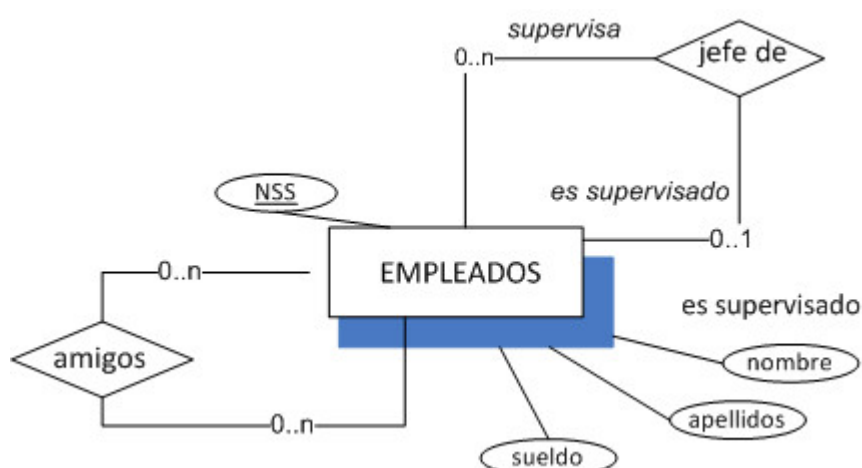 supervisa
0..n
jefe de
NSS
es supervisado
0..1
EMPLEADOS
0..n
es supervisado
amigos
nombre
apellidos
0..n
sueldo